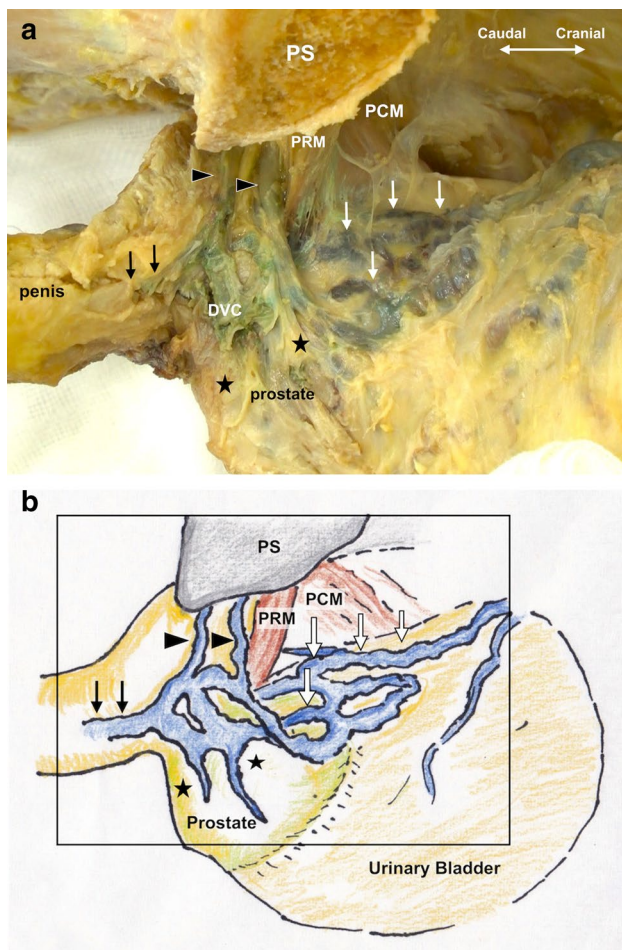 a
PS
Caudal Cranial
PCM
PRM
penis
DVC
prostate
b
PS
PCM
PRM
Prostate
Urinary Bladder